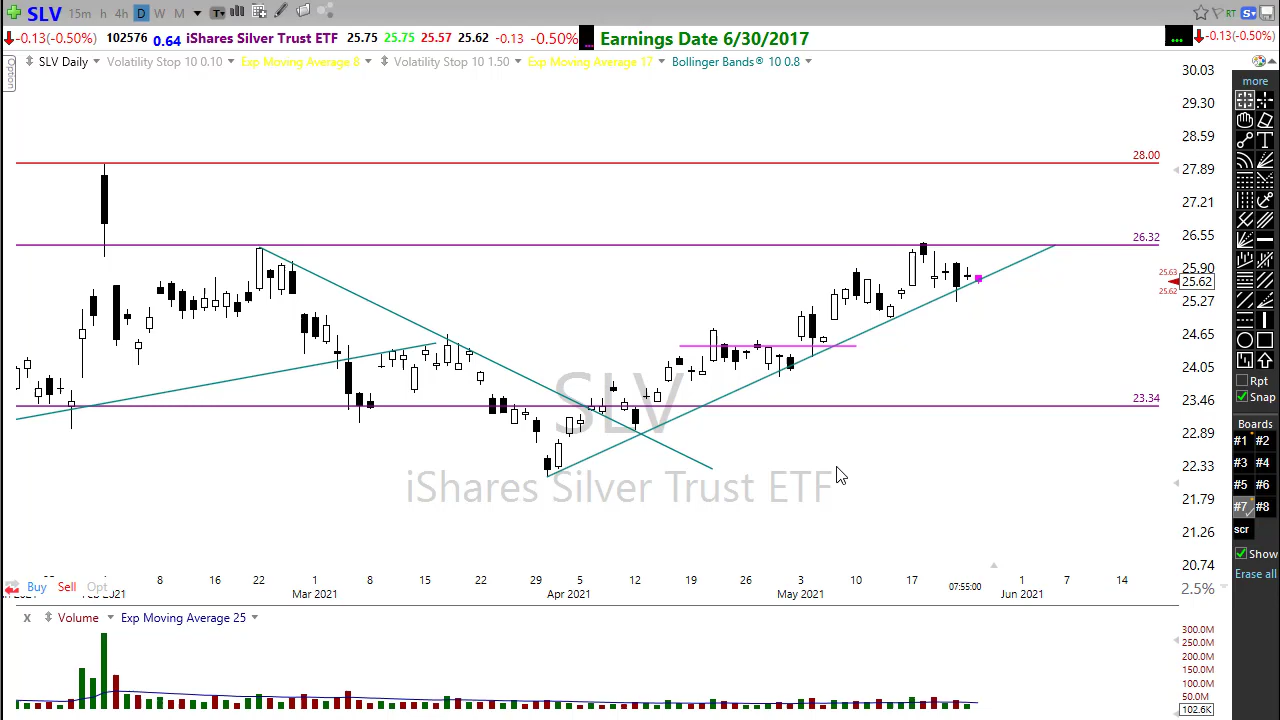 SLV 15m h 4h D W M T
-0.13(-0.50%) 102576 0.64 iShares Silver Trust ETF 25.75 25.75 25.57 25.62 -0.13 -0.50% ... Earnings Date 6/30/2017 ... -0.13(-0.50%)
RT S
Option
SLV Daily Volatility Stop 10 0.10 Exp Moving Average 8 Volatility Stop 10 1.50 Exp Moving Average 17 Bollinger Bands® 10 0.8
30.03
29.30
28.59
28.00
27.89
27.21
26.55
26.32
25.90
25.63
25.62
25.62
25.27
24.65
24.05
23.46
23.34
22.89
22.33
21.79
21.26
20.74
2.5%
SLV
iShares Silver Trust ETF
8 16 22 1 8 15 22 29 5 12 19 26 10 17 07:55:00 1 7 14
Feb 2021 Mar 2021 Apr 2021 May 2021 Jun 2021
Buy Sell Opt
X Volume Exp Moving Average 25
300.0M
250.0M
200.0M
150.0M
100.0M
50.0M
102.6K
more
Rpt
Snap
Boards
#1 #2
#3 #4
#5 #6
#7 #8
scr
Show
Erase all